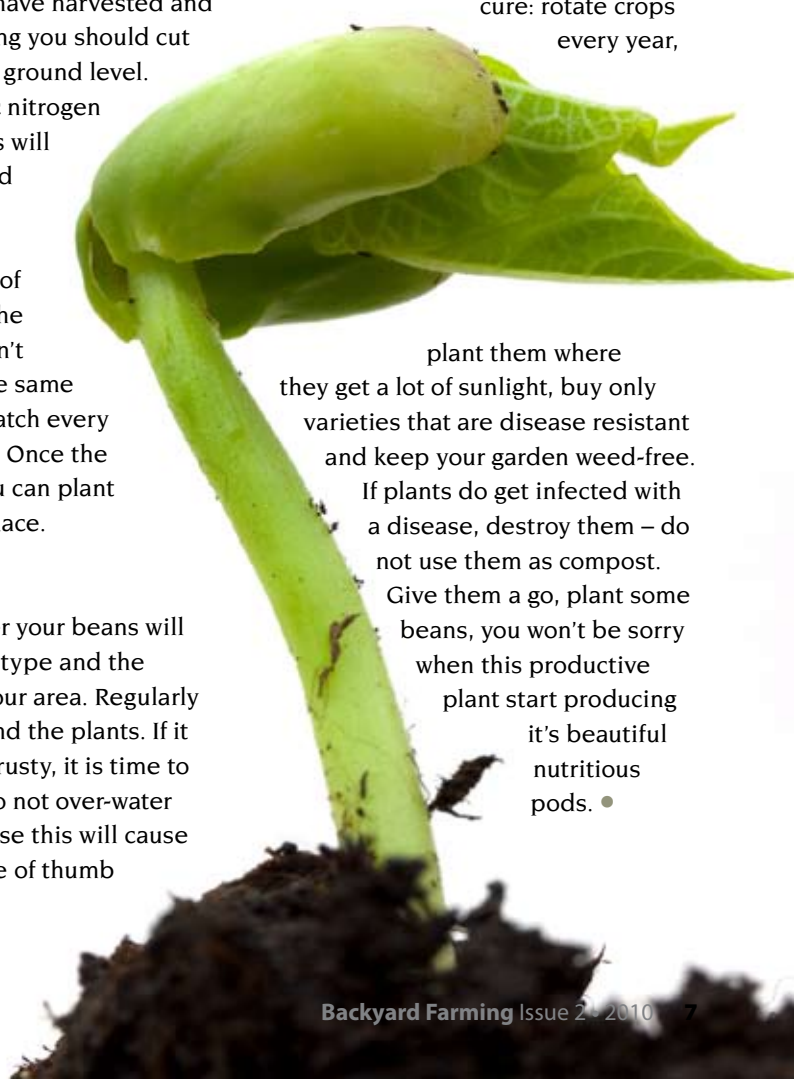 have harvested and
ng you should cut
ground level.
nitrogen
s will
d
of
he
n't
e same
atch every
Once the
u can plant
ace.
r your beans will
type and the
our area. Regularly
nd the plants. If it
rusty, it is time to
o not over-water
se this will cause
e of thumb
cure: rotate crops
every year,
plant them where
they get a lot of sunlight, buy only
varieties that are disease resistant
and keep your garden weed-free.
If plants do get infected with
a disease, destroy them – do
not use them as compost.
Give them a go, plant some
beans, you won't be sorry
when this productive
plant start producing
it's beautiful
nutritious
pods.
Backyard Farming Issue 2 2010 7